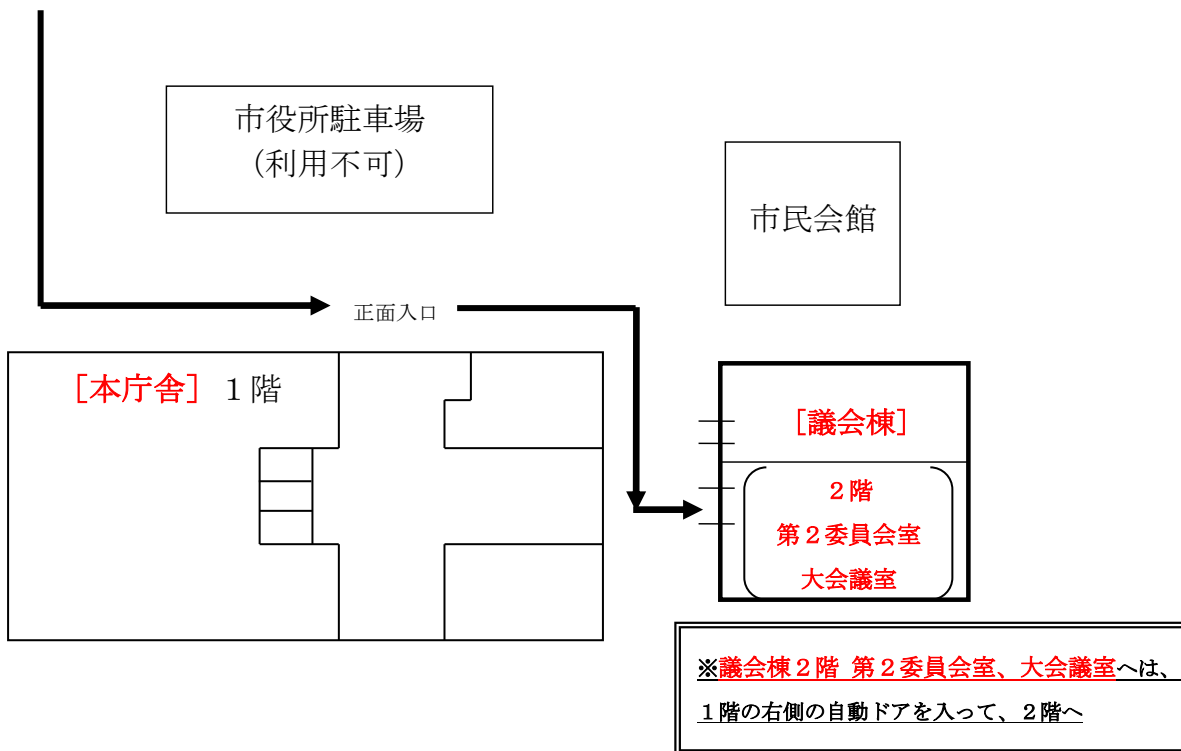 市役所駐車場
（利用不可）
市民会館
正面入口
［本庁舎］１階
［議会棟］
２階
第２委員会室
大会議室
※議会棟２階 第２委員会室、大会議室へは、
１階の右側の自動ドアを入って、２階へ